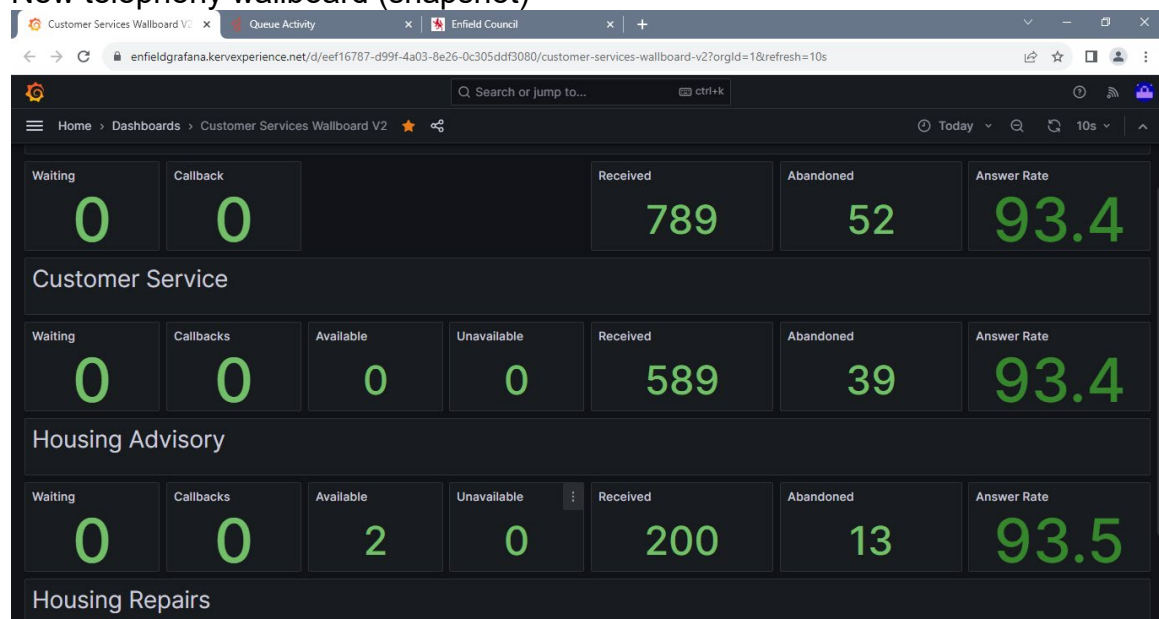 New telephony wallboard (snapshot)
Customer Services Wallboard V2 Queue Activity Enfield Council
enfieldgrafana.kervexperience.net/d/eef16787-d99f-4a03-8e26-0c305ddf3080/customer-services-wallboard-v2?orgId=1&refresh=10s
Search or jump to... ctrl+k
Home › Dashboards › Customer Services Wallboard V2 Today 10s
Waiting Callback Received Abandoned Answer Rate
0 0 789 52 93.4
Customer Service
Waiting Callbacks Available Unavailable Received Abandoned Answer Rate
0 0 0 0 589 39 93.4
Housing Advisory
Waiting Callbacks Available Unavailable Received Abandoned Answer Rate
0 0 2 0 200 13 93.5
Housing Repairs